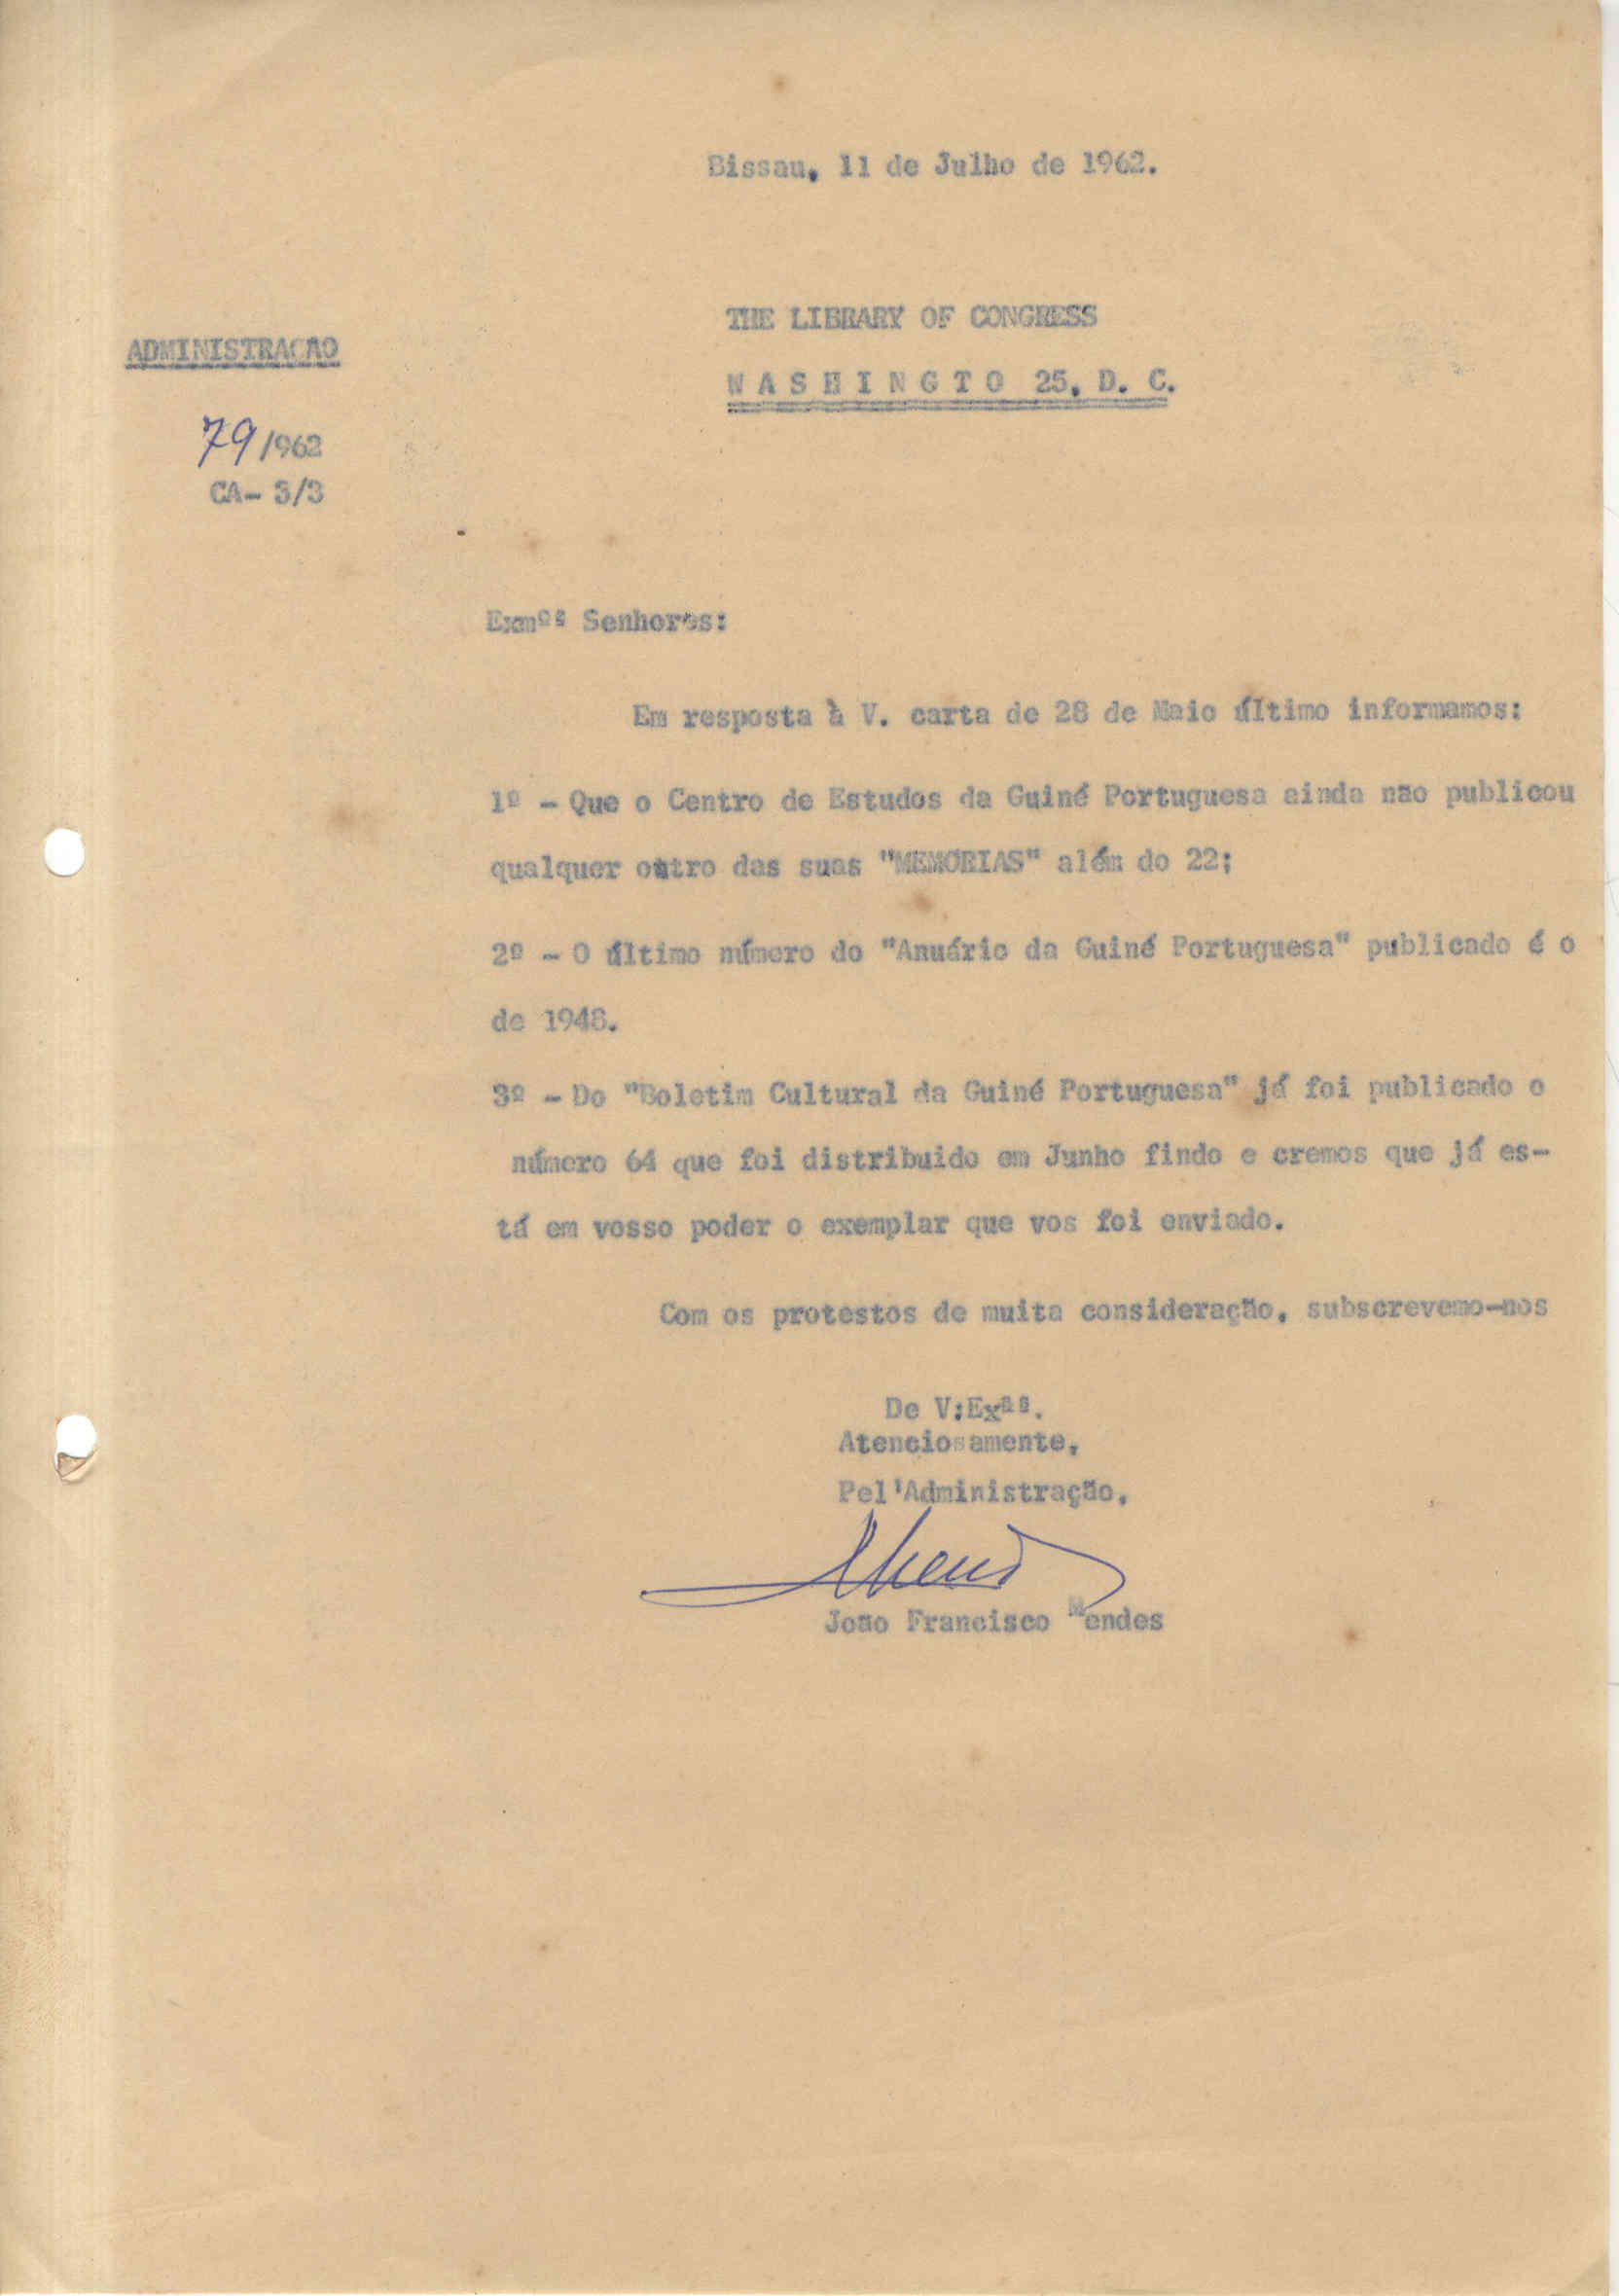 Bissau, 11 de Julho de 1962.
THE LIBRARY OF CONGRESS
ADMINISTRAÇÃO
W A S H I N G T O 25, D. C.
79/962
CA- 3/3
Exmºs Senhores:
Em resposta à V. carta de 28 de Maio último informamos:
1º - Que o Centro de Estudos da Guiné Portuguesa ainda não publicou
qualquer outro das suas "MEMÓRIAS" além do 22;
2º - O último número do "Anuário da Guiné Portuguesa" publicado é o
de 1948.
3º - Do "Boletim Cultural da Guiné Portuguesa" já foi publicado o
número 64 que foi distribuido em Junho findo e cremos que já es-
tá em vosso poder o exemplar que vos foi enviado.
Com os protestos de muita consideração, subscrevemo-nos
De V:Exªs.
Atenciosamente,
Pel'Administração,
João Francisco Mendes